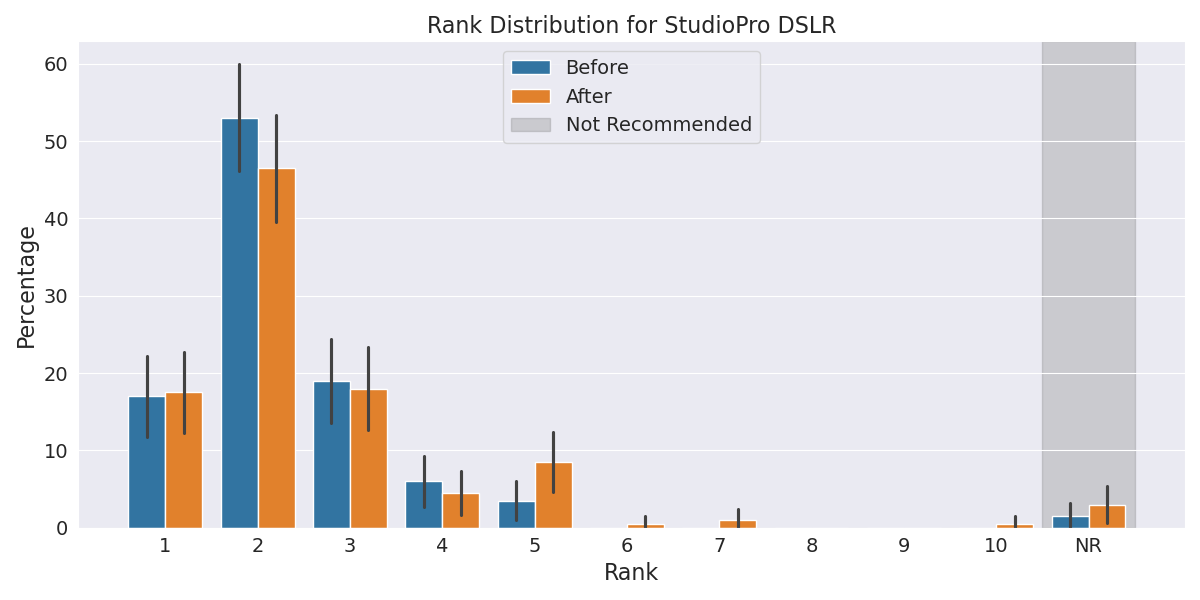 Rank Distribution for StudioPro DSLR
Before
After
Not Recommended
Percentage
60
50
40
30
20
10
0
1 2 3 4 5 6 7 8 9 10 NR
Rank